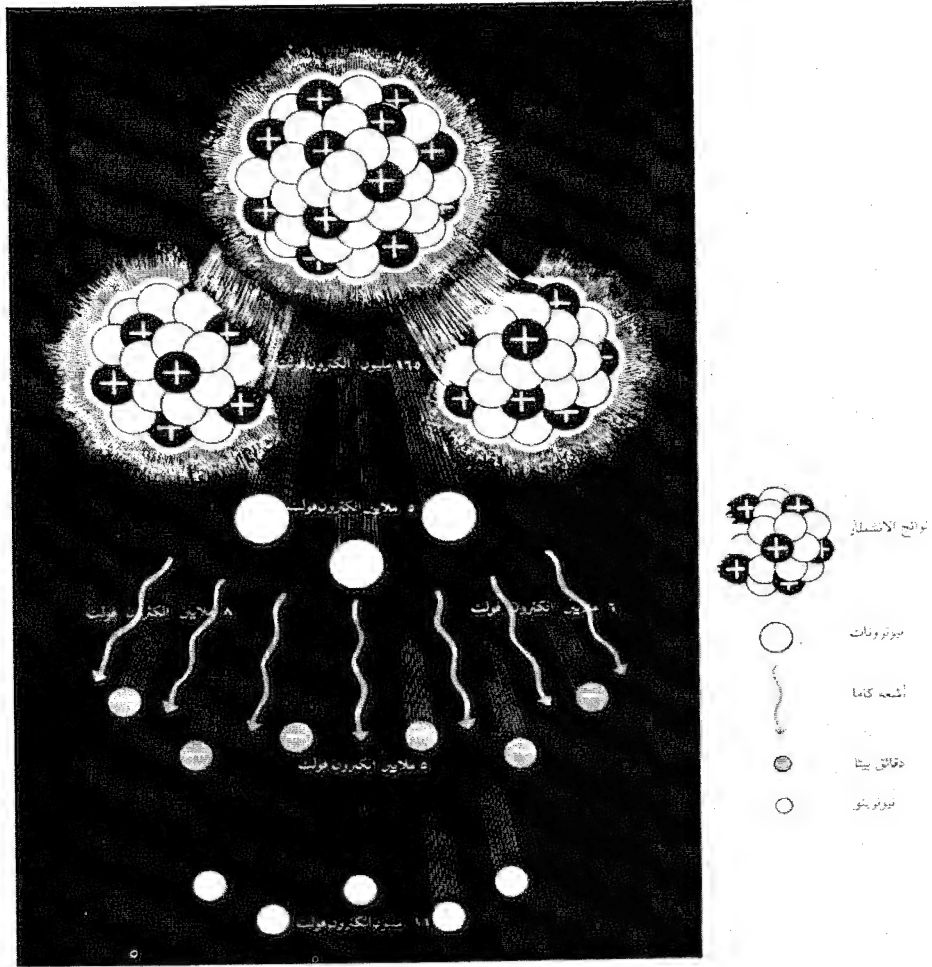 ١٦٥ مليون الكترون فولت
٥ ملايين الكترون فولت
٨ ملايين الكترون فولت
٦ ملايين الكترون فولت
٥ ملايين الكترون فولت
١١ مليون الكترون فولت
نواتج الانشطار
نيوترونات
أشعة كاما
دقائق بيتا
نيوترينو